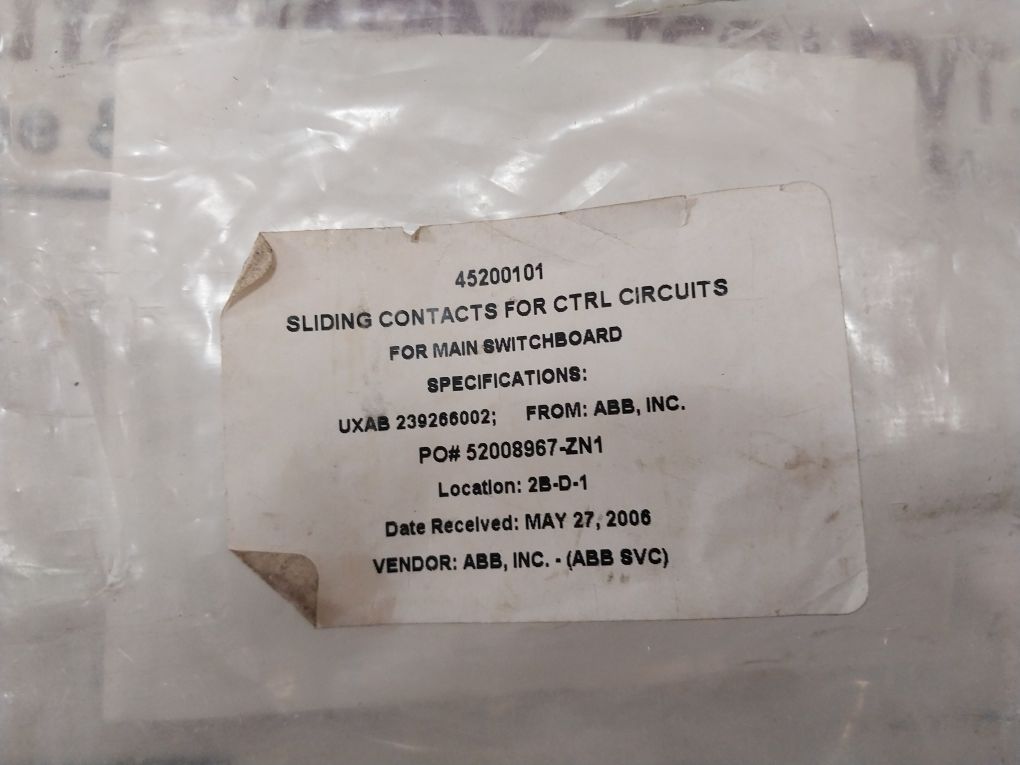 45200101
SLIDING CONTACTS FOR CTRL CIRCUITS
FOR MAIN SWITCHBOARD
SPECIFICATIONS:
UXAB 239266002; FROM: ABB, INC.
PO# 52008967-ZN1
Location: 2B-D-1
Date Received: MAY 27, 2006
VENDOR: ABB, INC. - (ABB SVC)